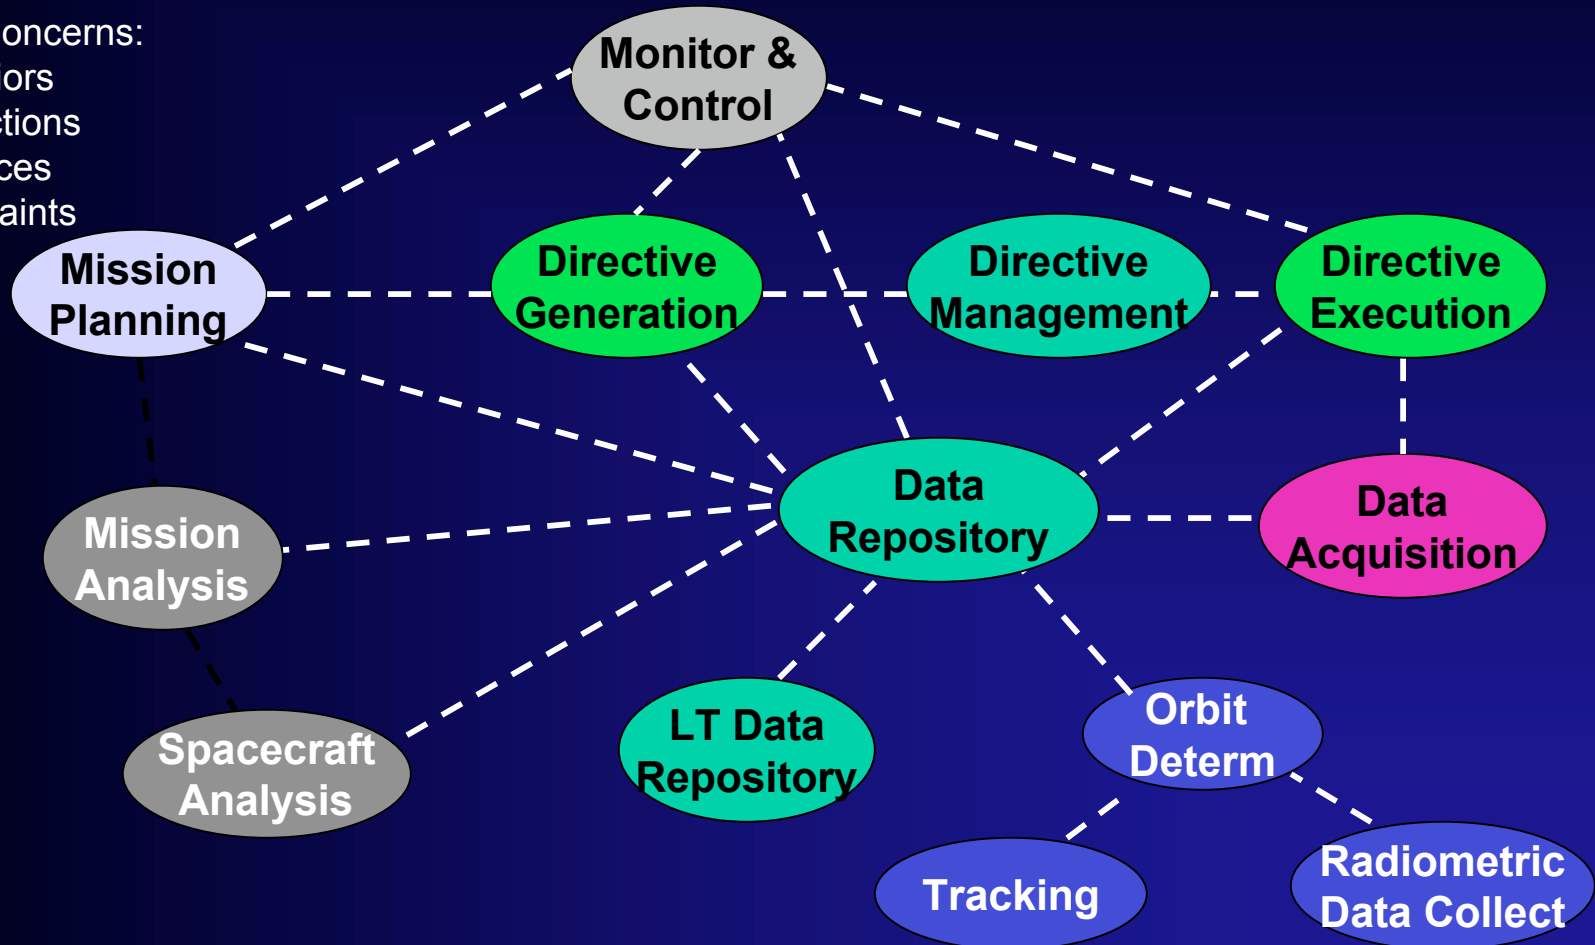 oncerns:
iors
ctions
ces
aints
Monitor &
Control
Mission
Planning
Directive
Generation
Directive
Management
Directive
Execution
Data
Repository
Data
Acquisition
Mission
Analysis
Spacecraft
Analysis
LT Data
Repository
Orbit
Determ
Tracking
Radiometric
Data Collect